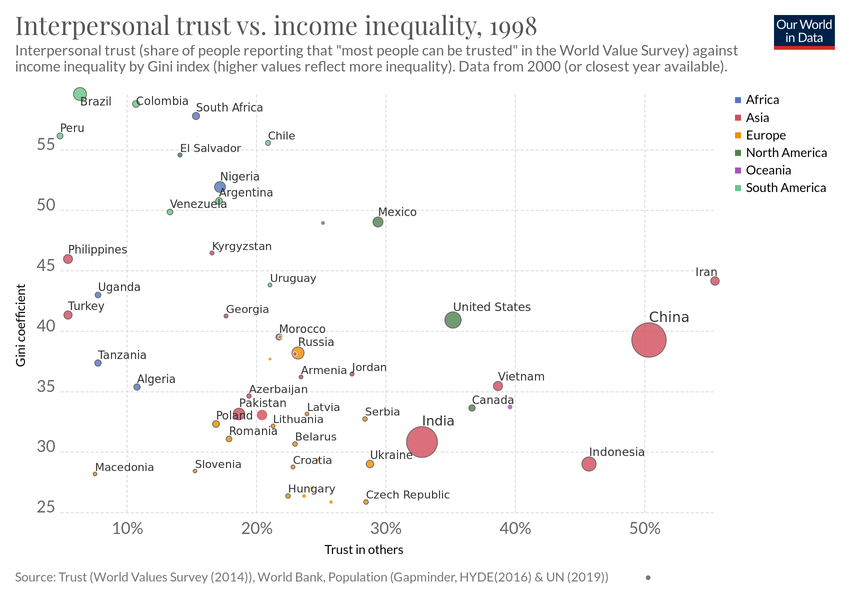 Interpersonal trust vs. income inequality, 1998
Our World
in Data
Interpersonal trust (share of people reporting that "most people can be trusted" in the World Value Survey) against
income inequality by Gini index (higher values reflect more inequality). Data from 2000 (or closest year available).
Africa
Asia
Europe
North America
Oceania
South America
Gini coefficient
55
50
45
40
35
30
25
Brazil
Colombia
South Africa
Peru
Chile
El Salvador
Nigeria
Argentina
Venezuela
Mexico
Philippines
Kyrgyzstan
Iran
Uruguay
Uganda
Turkey
Georgia
United States
China
Morocco
Russia
Tanzania
Armenia
Jordan
Algeria
Vietnam
Azerbaijan
Pakistan
Canada
Latvia
Poland
Lithuania
Serbia
India
Romania
Belarus
Ukraine
Indonesia
Macedonia
Slovenia
Croatia
Hungary
Czech Republic
10%
20%
30%
40%
50%
Trust in others
Source: Trust (World Values Survey (2014)), World Bank, Population (Gapminder, HYDE(2016) & UN (2019))